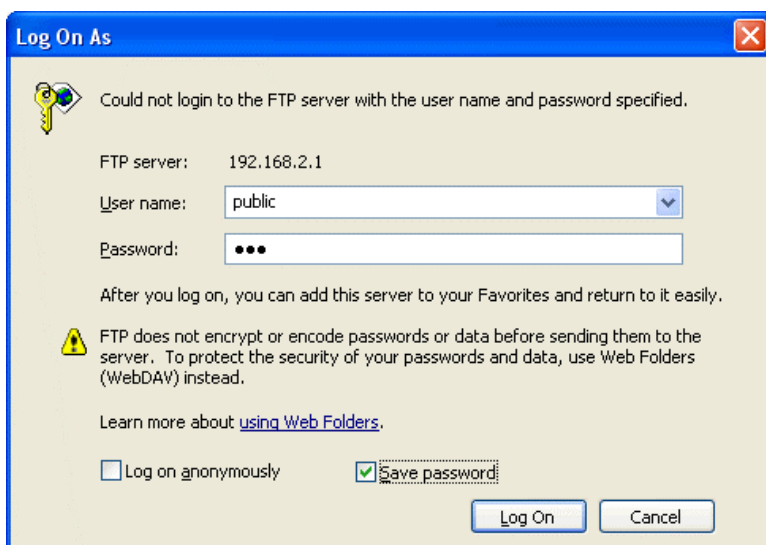 Log On As
Could not login to the FTP server with the user name and password specified.
FTP server: 192.168.2.1
User name: public
Password: ●●●
After you log on, you can add this server to your Favorites and return to it easily.
FTP does not encrypt or encode passwords or data before sending them to the
server. To protect the security of your passwords and data, use Web Folders
(WebDAV) instead.
Learn more about using Web Folders.
Log on anonymously Save password
Log On Cancel